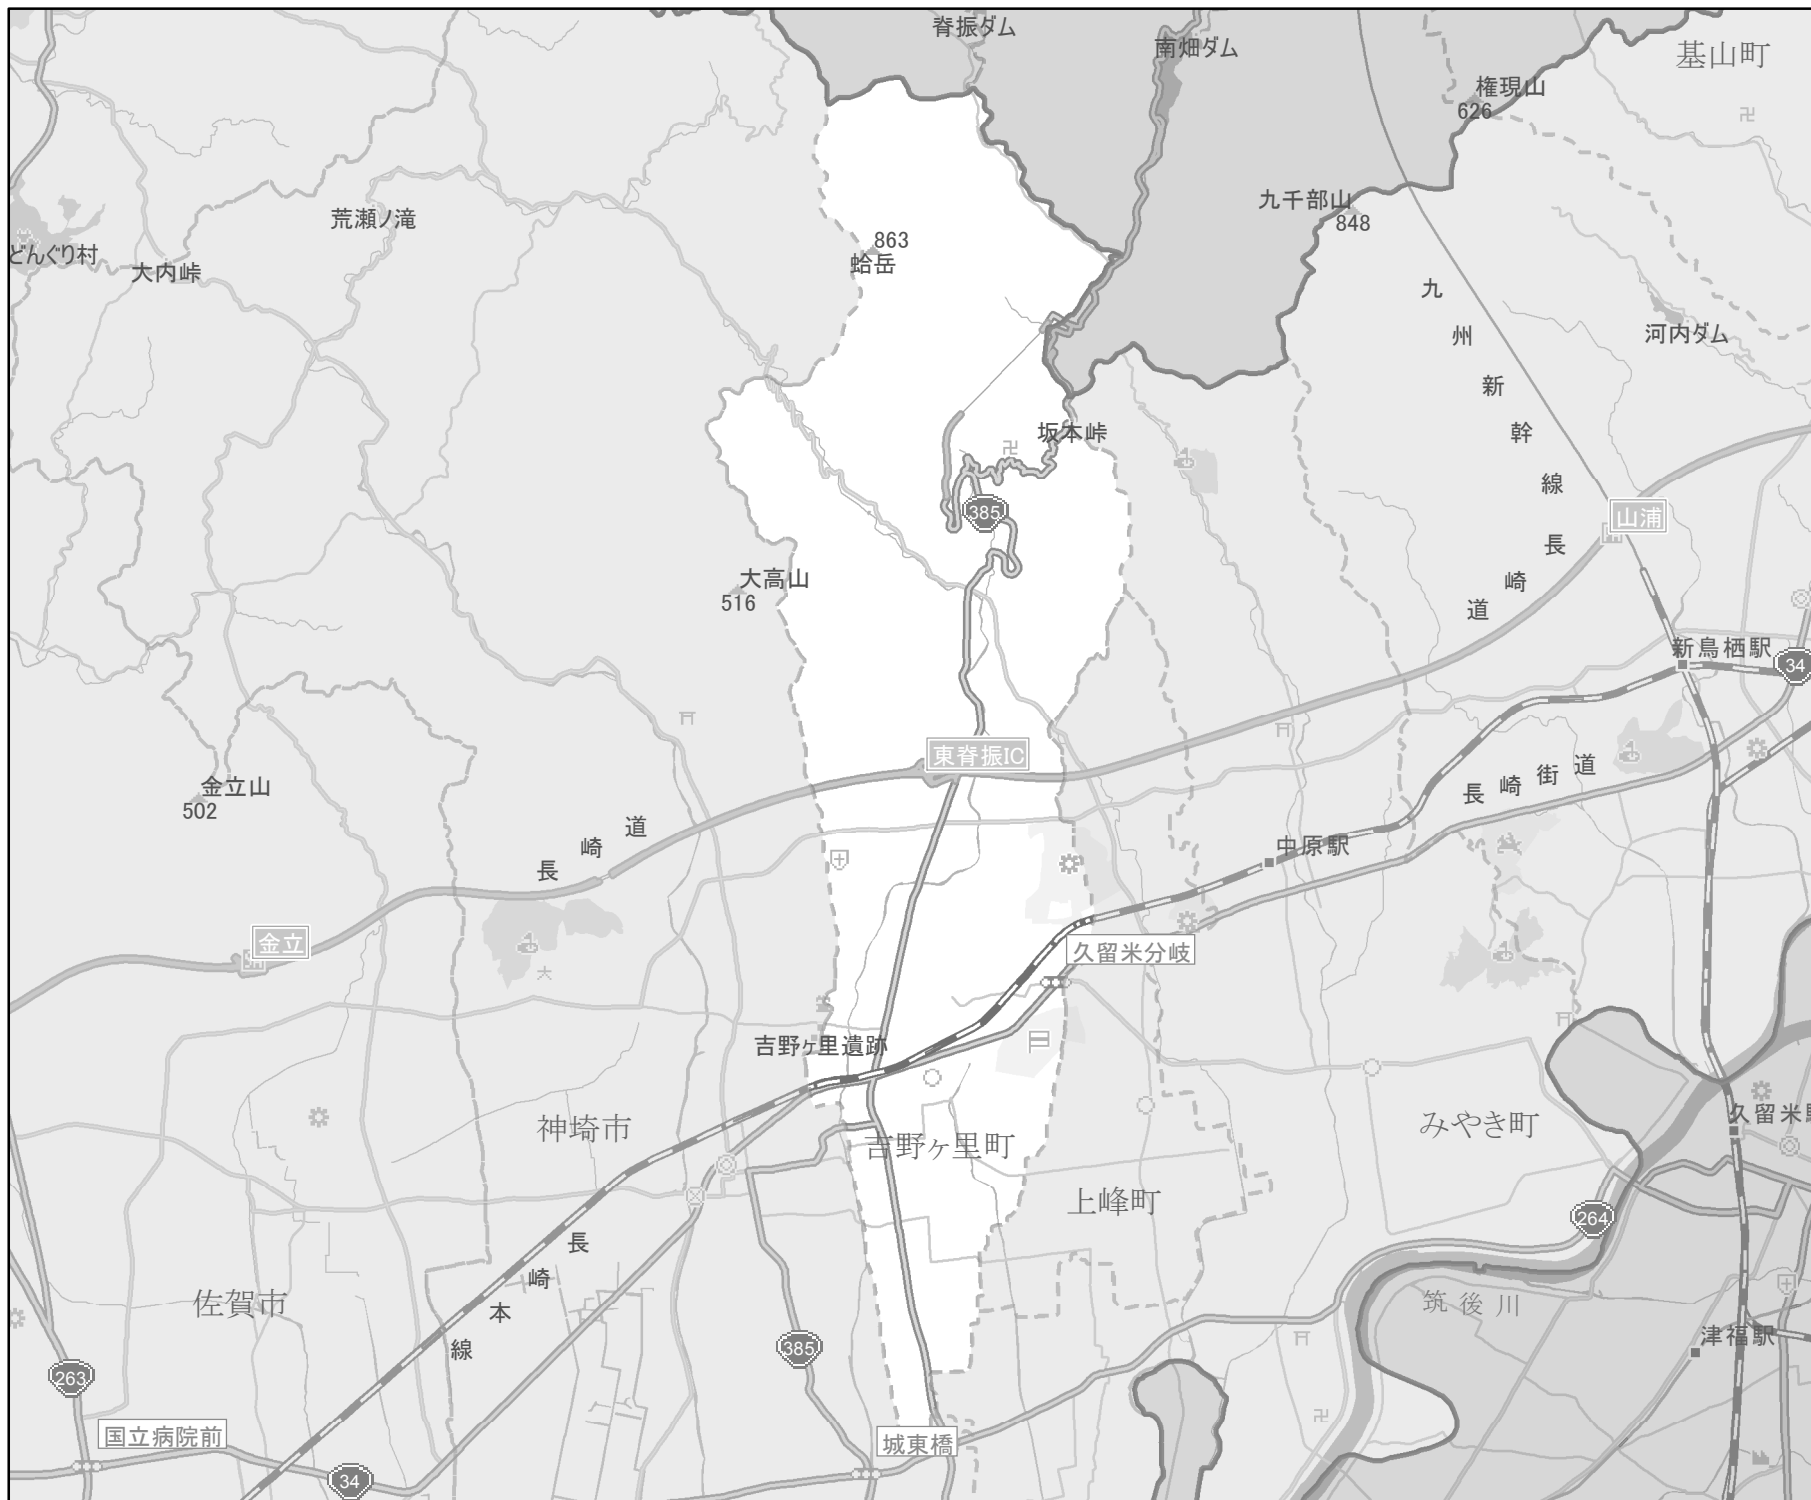 脊振ダム
南畑ダム
基山町
権現山
626
九千部山
848
荒瀬ノ滝
863
蛤岳
どんぐり村
大内峠
九州新幹線
河内ダム
坂本峠
385
山浦
長崎道
大高山
516
新鳥栖駅
34
東脊振IC
金立山
502
長崎街道
長崎道
中原駅
金立
久留米分岐
吉野ヶ里遺跡
神埼市
吉野ヶ里町
みやき町
久留米駅
上峰町
264
長崎本線
佐賀市
筑後川
津福駅
385
263
国立病院前
城東橋
34